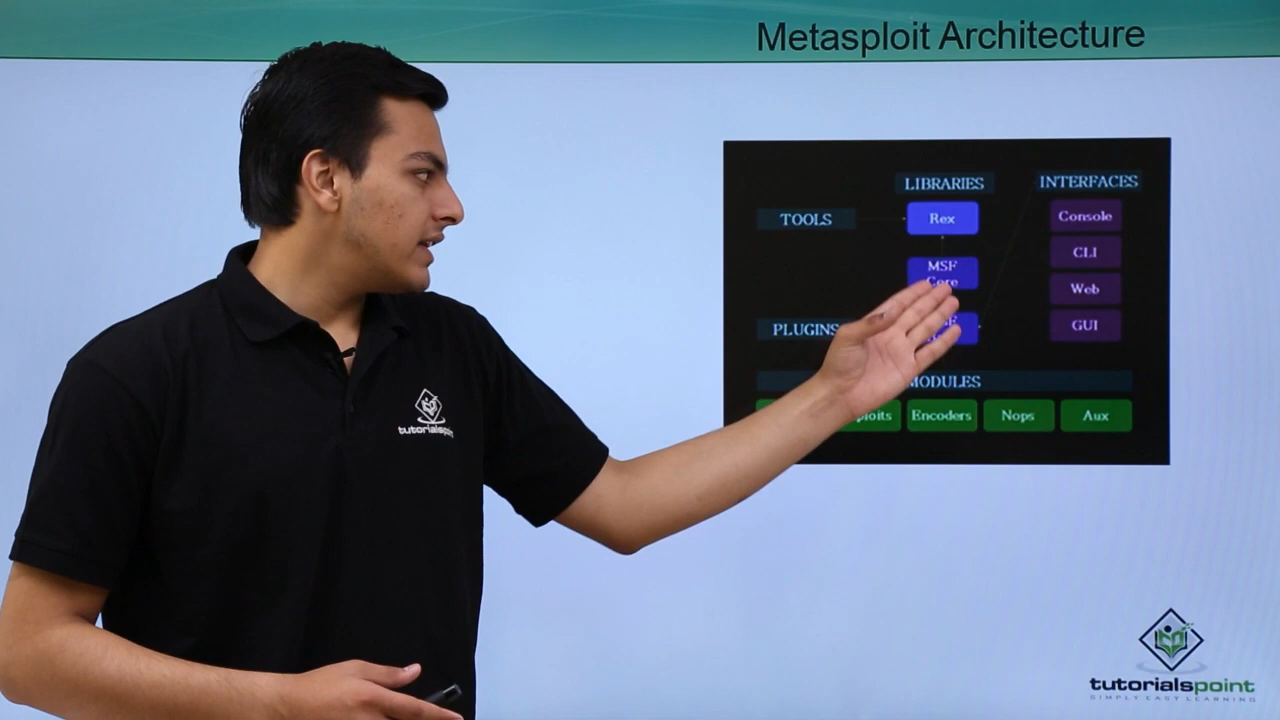 Metasploit Architecture
LIBRARIES
INTERFACES
TOOLS
Rex
Console
MSF
Core
CLI
Web
PLUGINS
GUI
MODULES
Encoders
Nops
Aux
tutorialspoint
tutorialspoint
SIMPLY EASY LEARNING